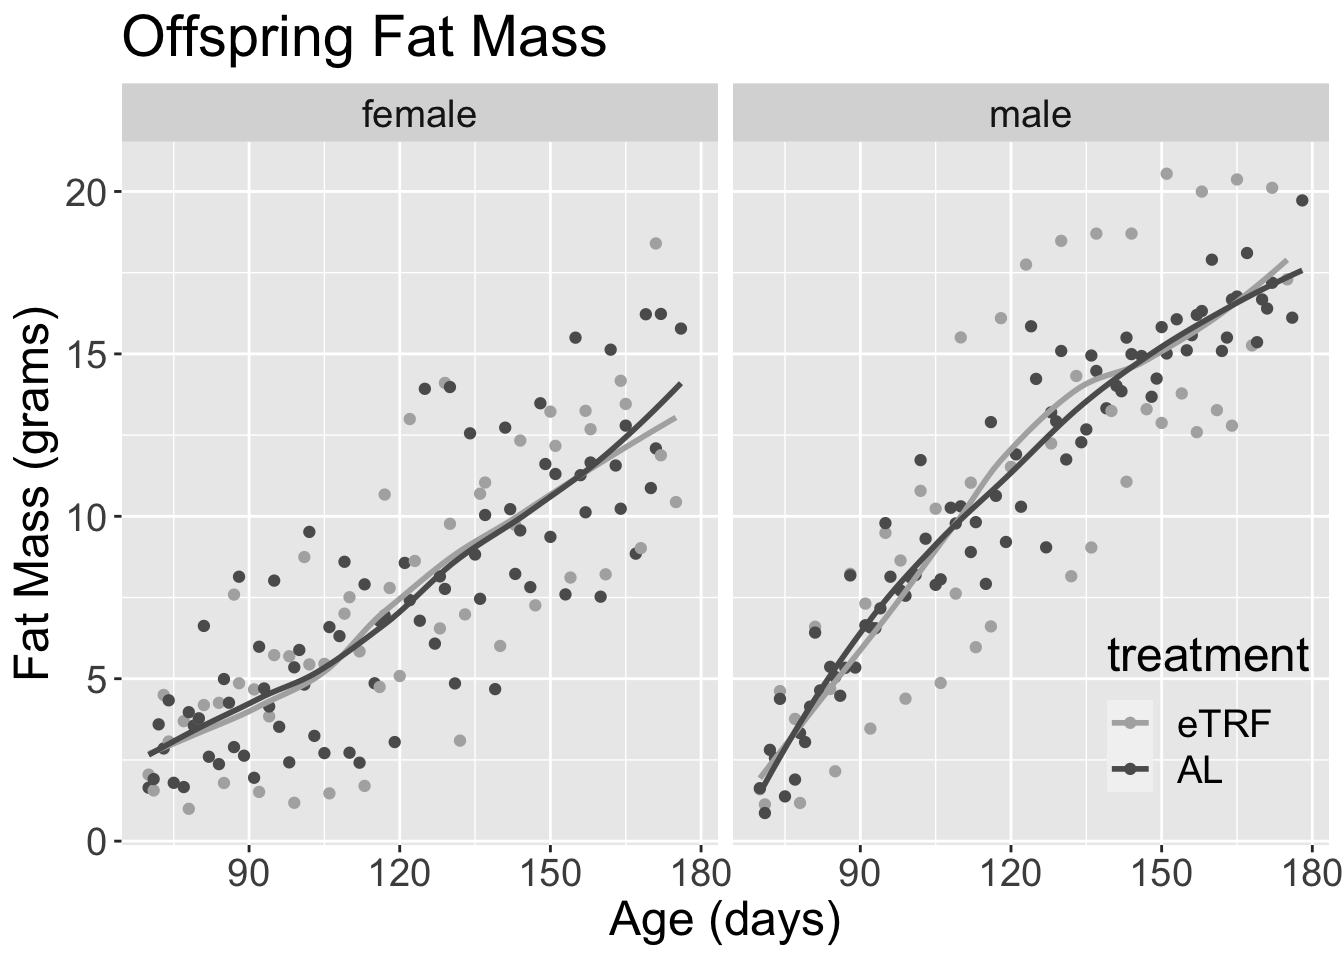 Offspring Fat Mass
female
male
Fat Mass (grams)
20
15
10
5
0
90
120
150
180
90
120
150
180
Age (days)
treatment
eTRF
AL